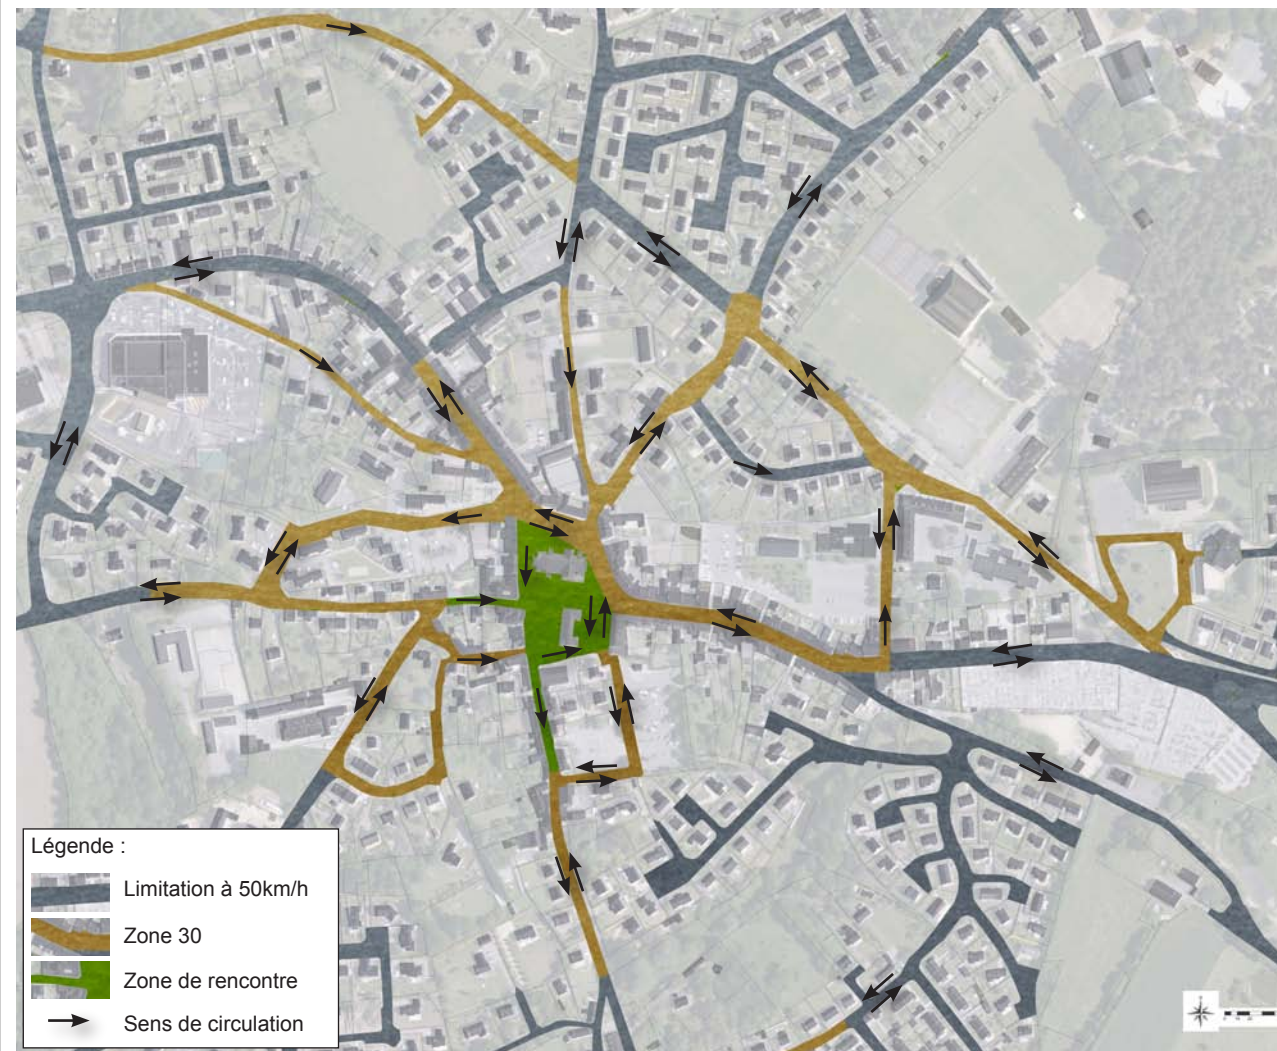 Légende :
Limitation à 50km/h
Zone 30
Zone de rencontre
Sens de circulation